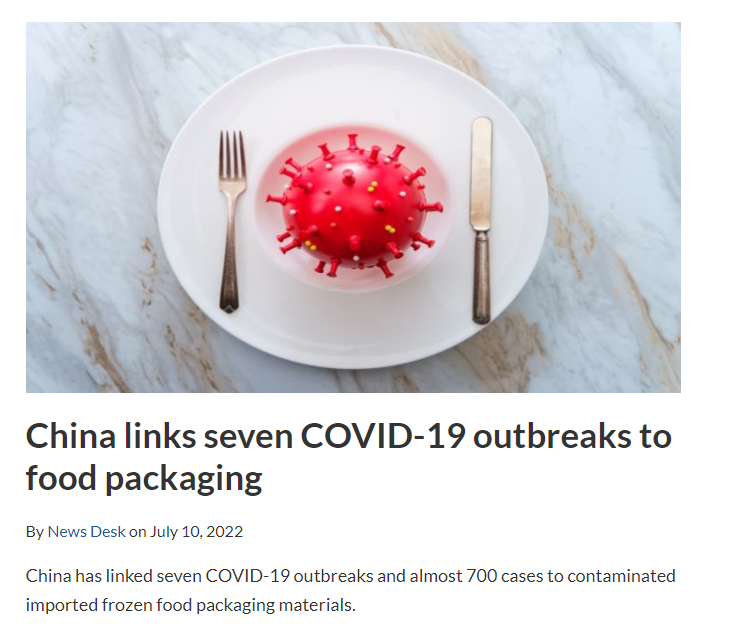 China links seven COVID-19 outbreaks to
food packaging
By News Desk on July 10, 2022
China has linked seven COVID-19 outbreaks and almost 700 cases to contaminated
imported frozen food packaging materials.